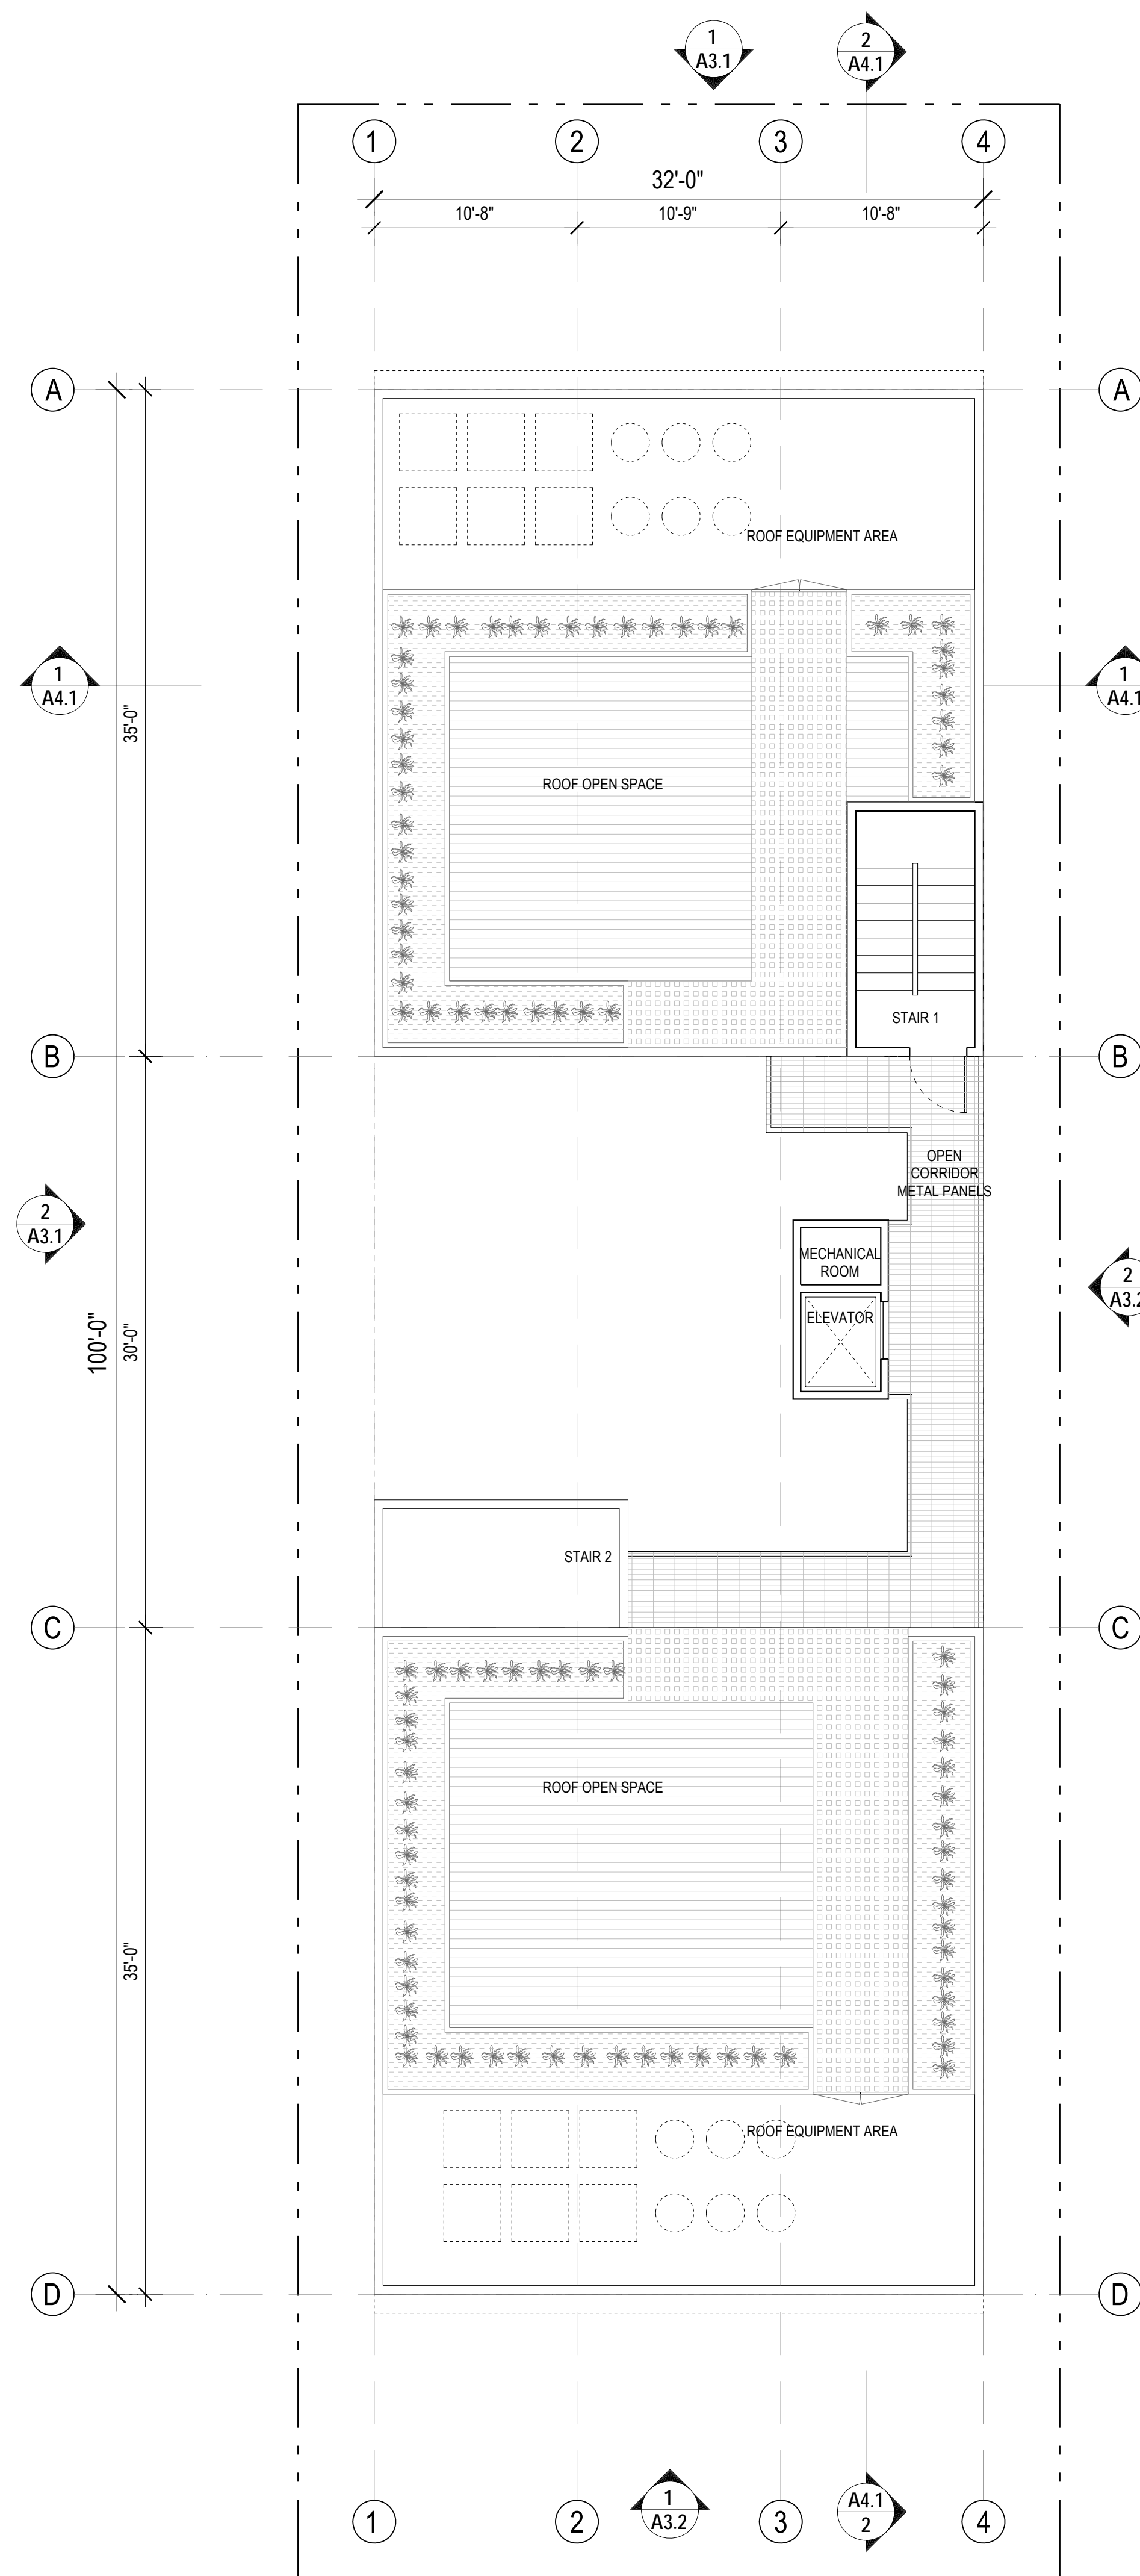 1
A3.1
2
A4.1
1
2
3
4
32'-0"
10'-8"
10'-9"
10'-8"
A
A
ROOF EQUIPMENT AREA
1
A4.1
1
A4.1
35'-0"
ROOF OPEN SPACE
STAIR 1
B
B
OPEN
CORRIDOR
METAL PANELS
2
A3.1
MECHANICAL
ROOM
2
A3.2
ELEVATOR
100'-0"
30'-0"
STAIR 2
C
C
ROOF OPEN SPACE
35'-0"
ROOF EQUIPMENT AREA
D
D
1
2
1
A3.2
3
A4.1
2
4